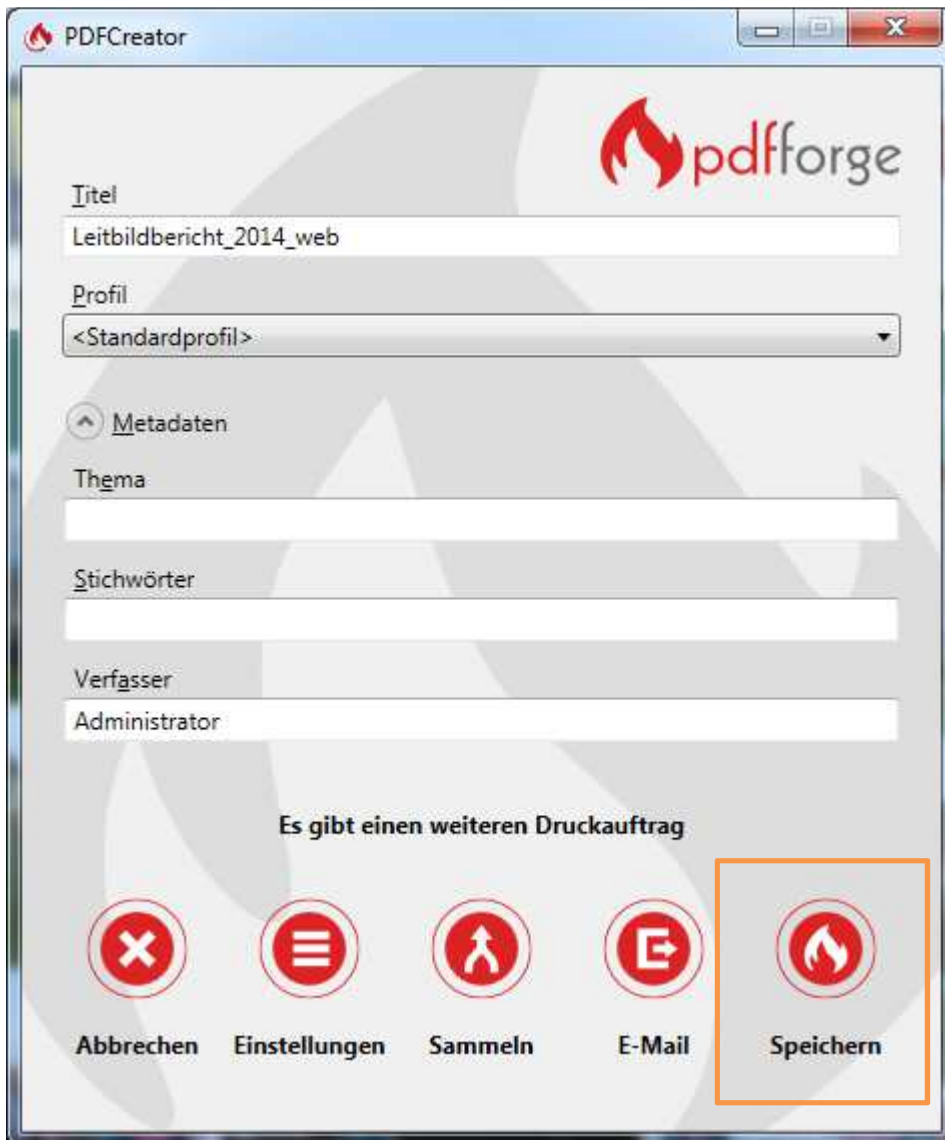 PDFCreator
pdfforge
Titel
Leitbildbericht_2014_web
Profil
<Standardprofil>
Metadaten
Thema
Stichwörter
Verfasser
Administrator
Es gibt einen weiteren Druckauftrag
Abbrechen Einstellungen Sammeln E-Mail Speichern